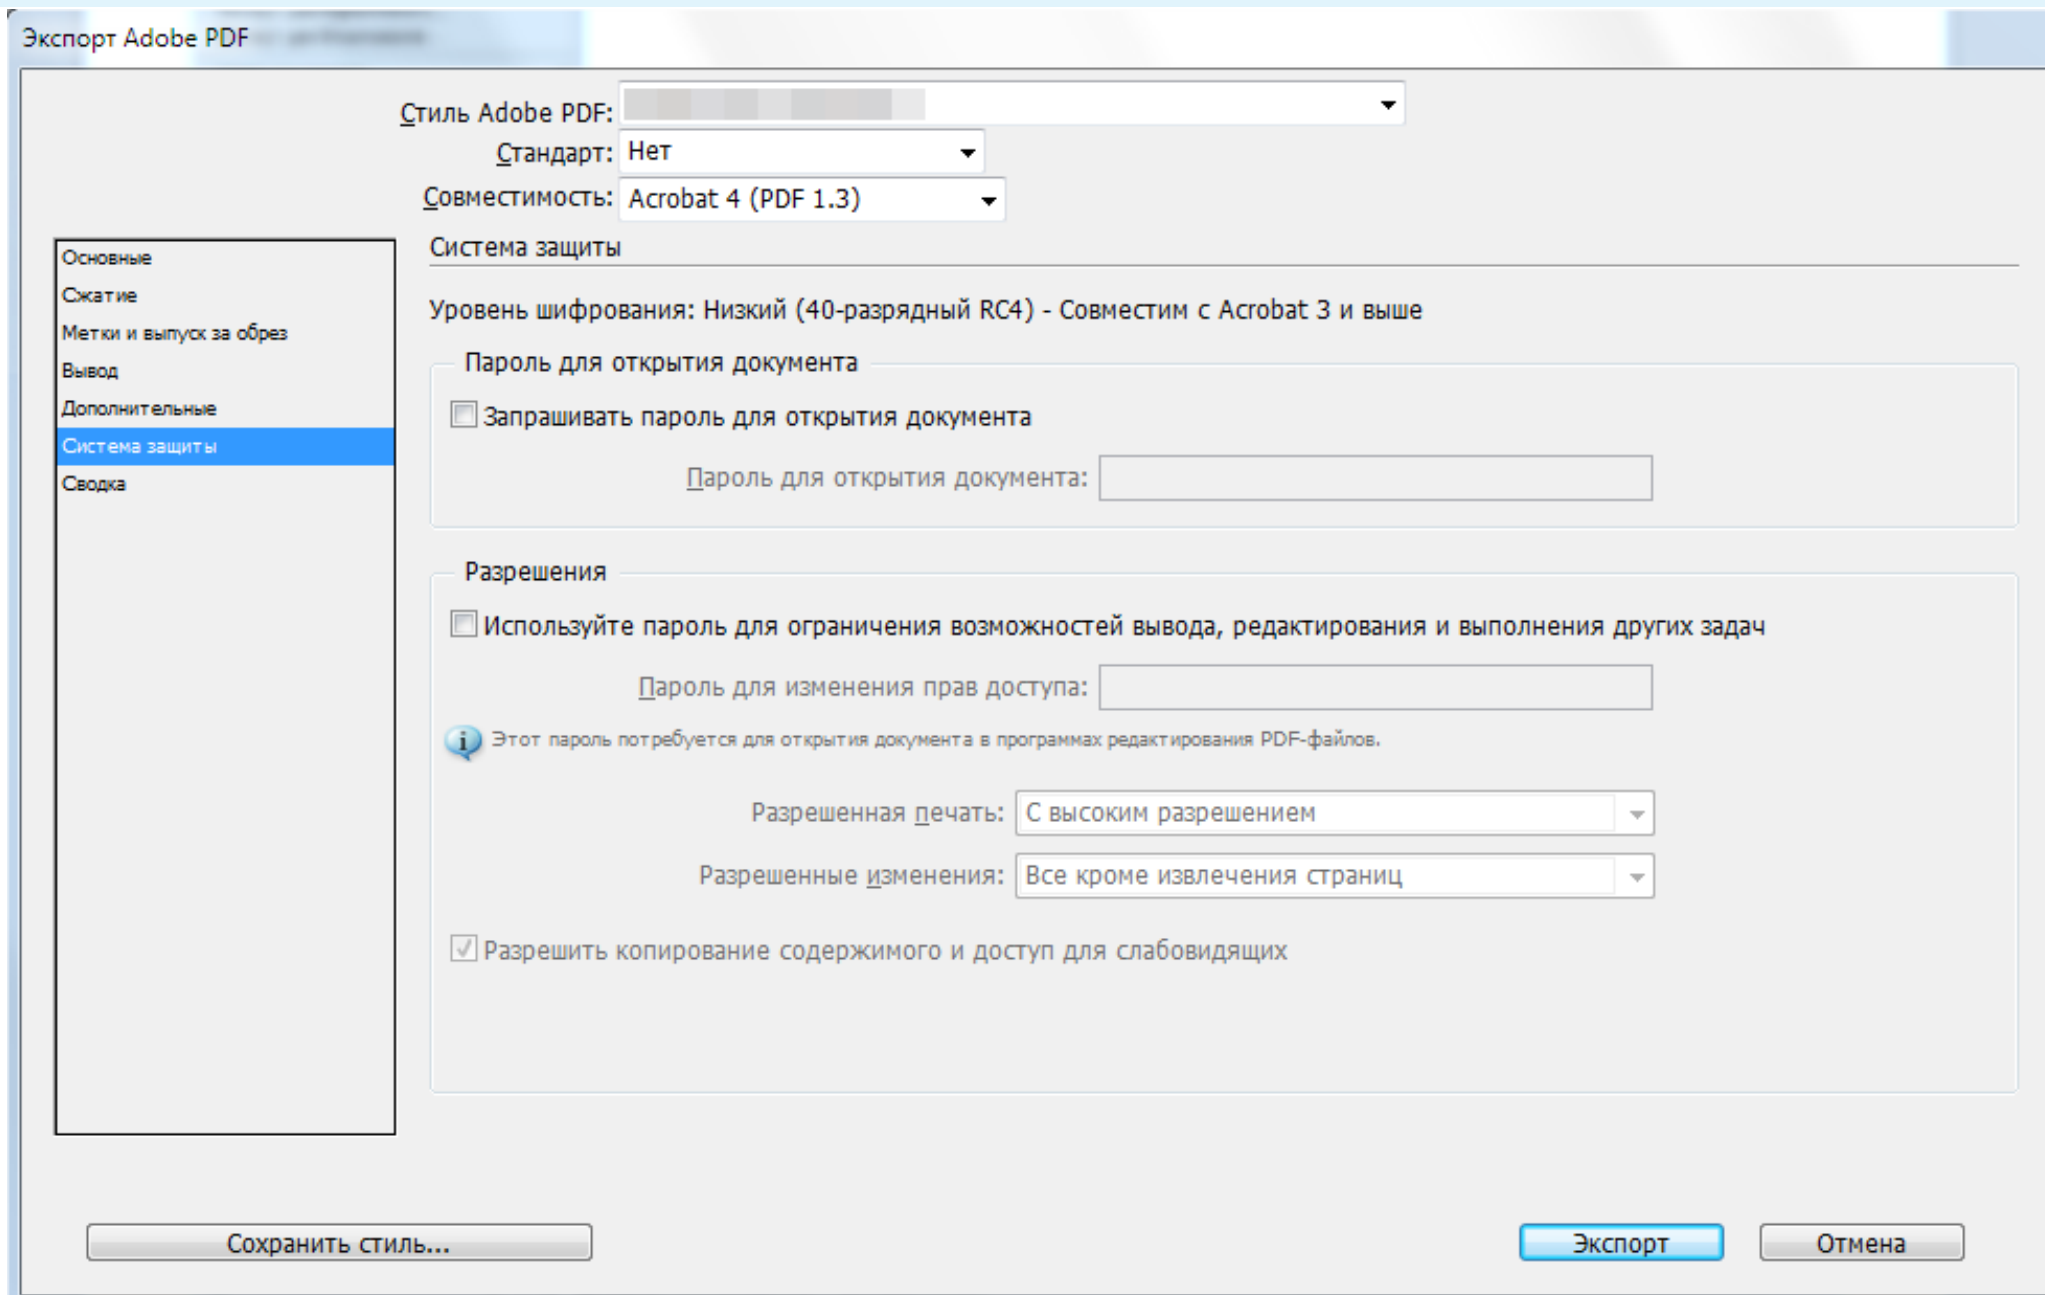 Экспорт Adobe PDF
Стиль Adobe PDF:
Стандарт: Нет
Совместимость: Acrobat 4 (PDF 1.3)
Основные
Сжатие
Метки и выпуск за обрез
Вывод
Дополнительные
Система защиты
Сводка
Система защиты
Уровень шифрования: Низкий (40-разрядный RC4) - Совместим с Acrobat 3 и выше
Пароль для открытия документа
Запрашивать пароль для открытия документа
Пароль для открытия документа:
Разрешения
Используйте пароль для ограничения возможностей вывода, редактирования и выполнения других задач
Пароль для изменения прав доступа:
Этот пароль потребуется для открытия документа в программах редактирования PDF-файлов.
Разрешенная печать: С высоким разрешением
Разрешенные изменения: Все кроме извлечения страниц
Разрешить копирование содержимого и доступ для слабовидящих
Сохранить стиль...
Экспорт
Отмена